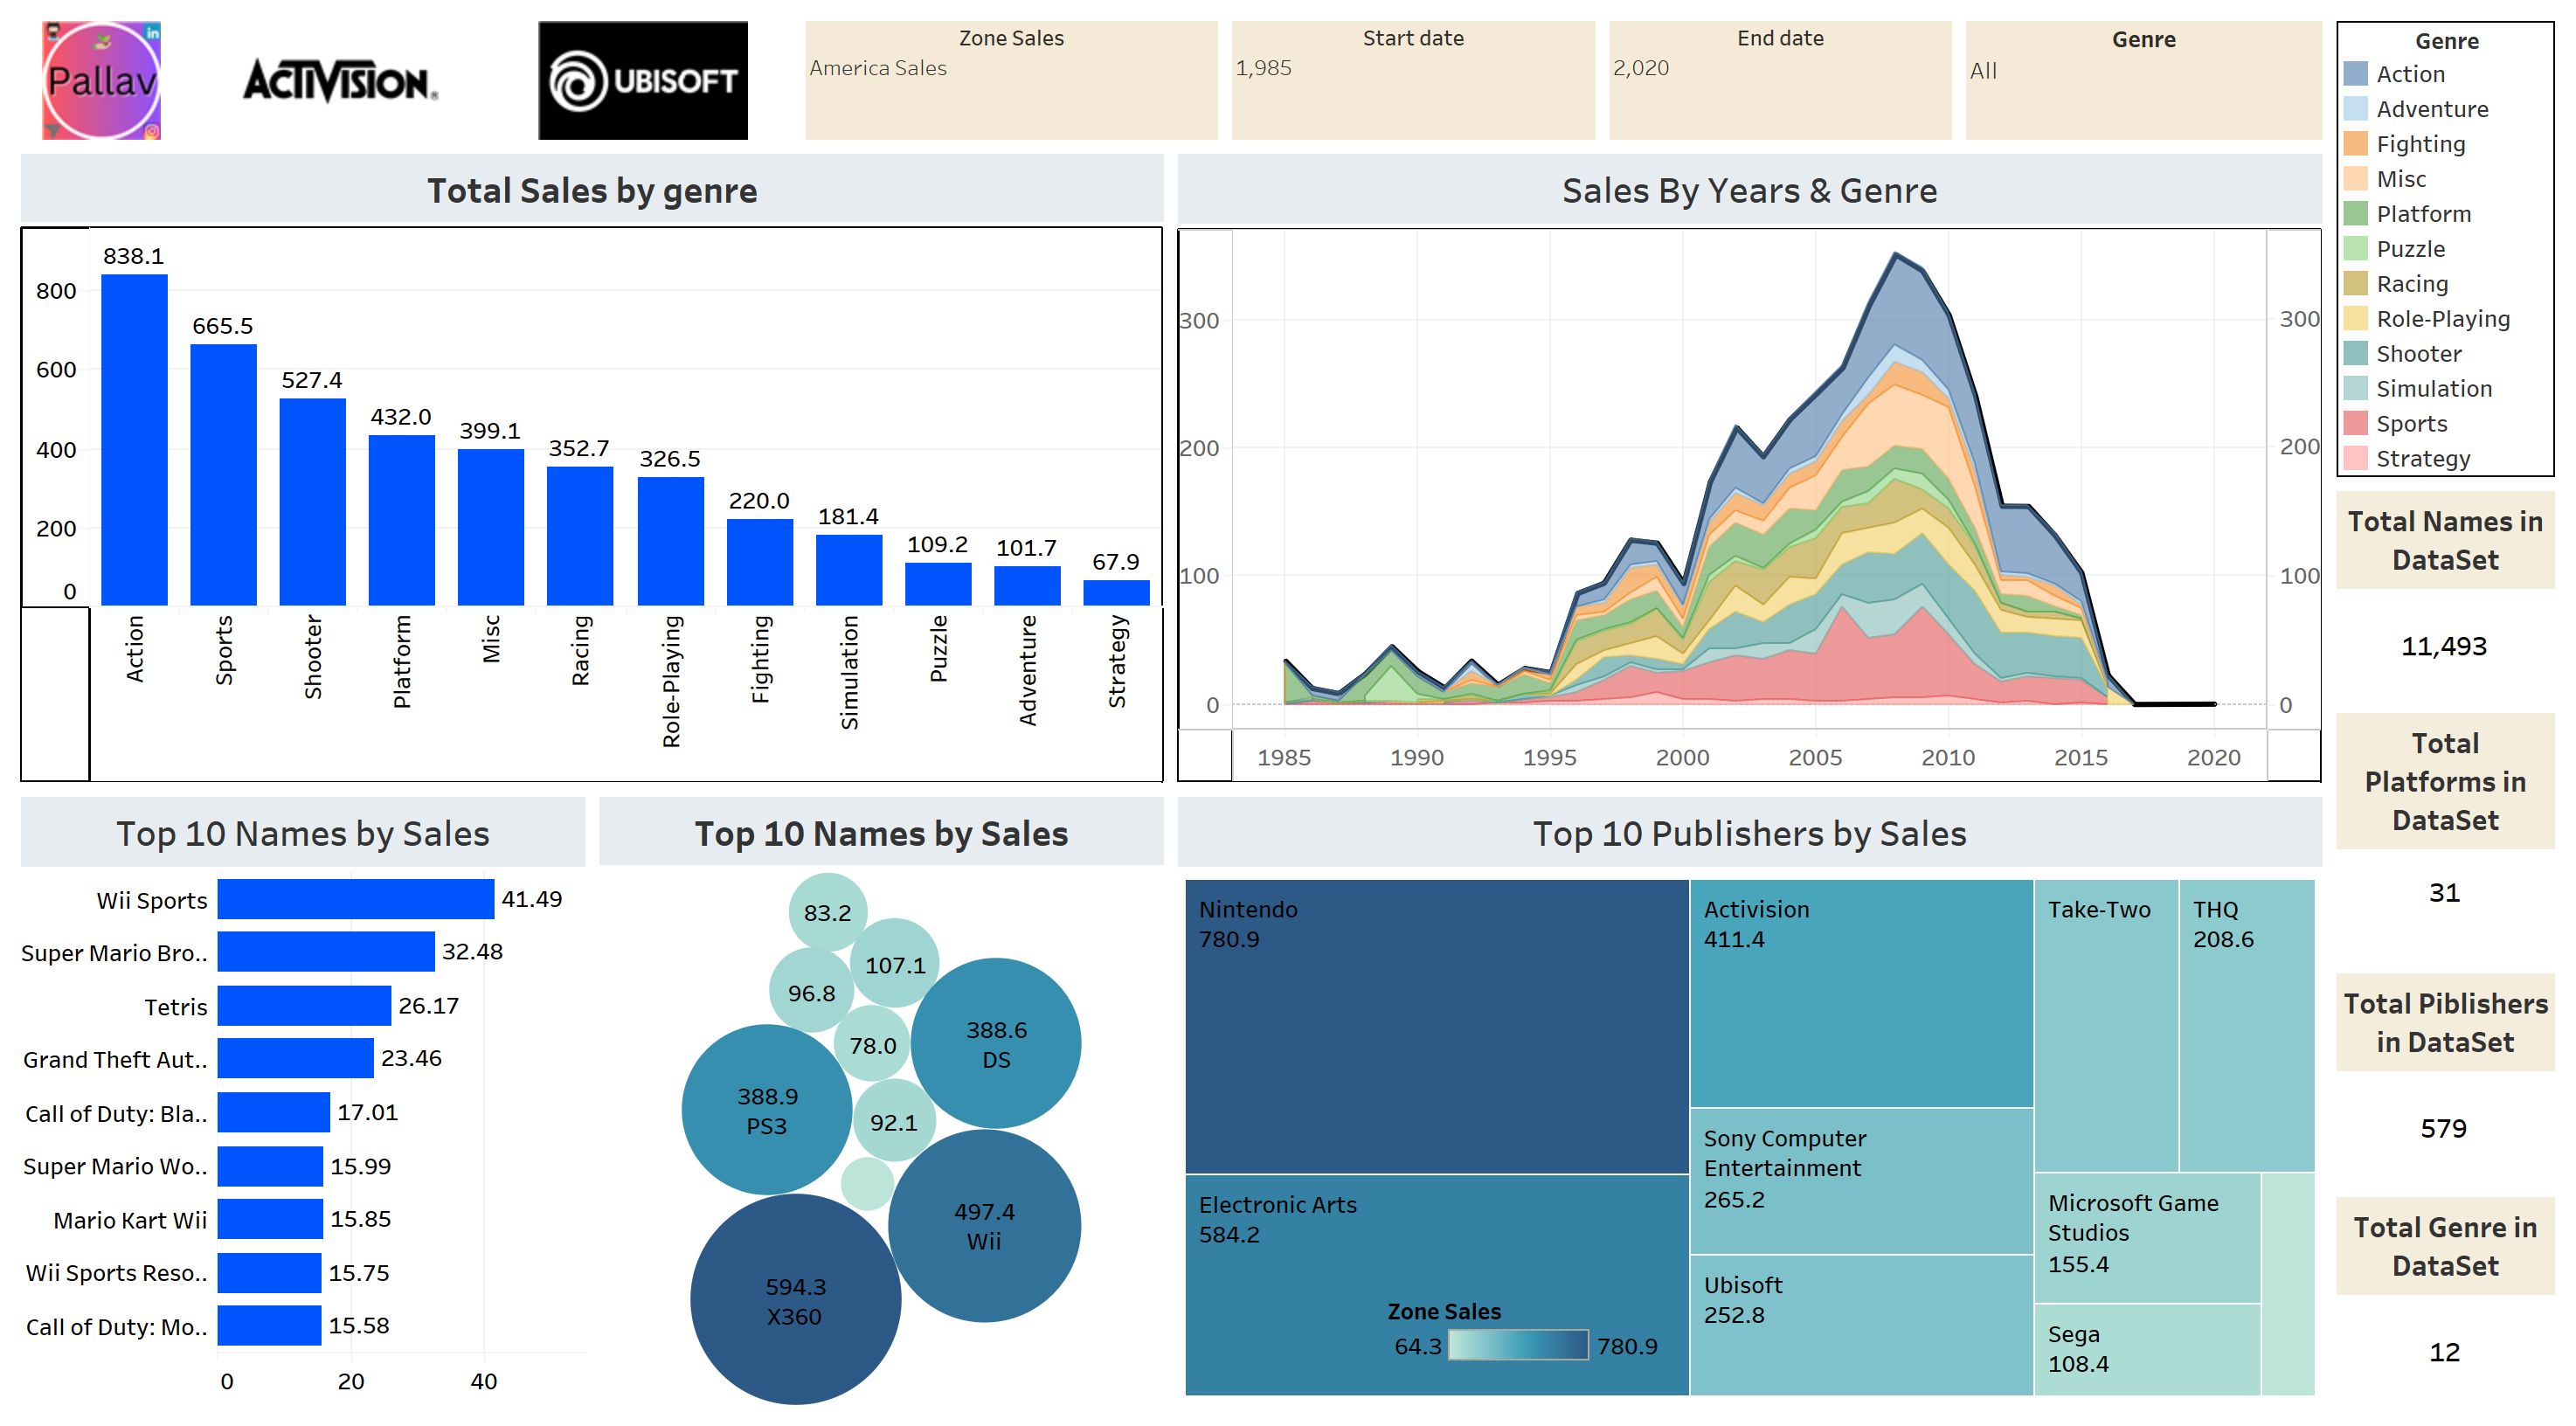 Pallav
in
ACTIVISION®
UBISOFT
Zone Sales
America Sales
Start date
1,985
End date
2,020
Genre
All
Genre
Action
Adventure
Fighting
Misc
Platform
Puzzle
Racing
Role-Playing
Shooter
Simulation
Sports
Strategy
Total Sales by genre
838.1
665.5
527.4
432.0
399.1
352.7
326.5
220.0
181.4
109.2
101.7
67.9
800
600
400
200
0
Action
Sports
Shooter
Platform
Misc
Racing
Role-Playing
Fighting
Simulation
Puzzle
Adventure
Strategy
Sales By Years & Genre
300
200
100
0
300
200
100
0
1985
1990
1995
2000
2005
2010
2015
2020
Total Names in
DataSet
11,493
Total
Platforms in
DataSet
31
Total Piblishers
in DataSet
579
Total Genre in
DataSet
12
Top 10 Names by Sales
Wii Sports
41.49
Super Mario Bro..
32.48
Tetris
26.17
Grand Theft Aut..
23.46
Call of Duty: Bla..
17.01
Super Mario Wo..
15.99
Mario Kart Wii
15.85
Wii Sports Reso..
15.75
Call of Duty: Mo..
15.58
0
20
40
Top 10 Names by Sales
83.2
107.1
96.8
78.0
388.6
DS
388.9
PS3
92.1
497.4
Wii
594.3
X360
Top 10 Publishers by Sales
Nintendo
780.9
Electronic Arts
584.2
Activision
411.4
Sony Computer
Entertainment
265.2
Ubisoft
252.8
Take-Two
THQ
208.6
Microsoft Game
Studios
155.4
Sega
108.4
Zone Sales
64.3
780.9